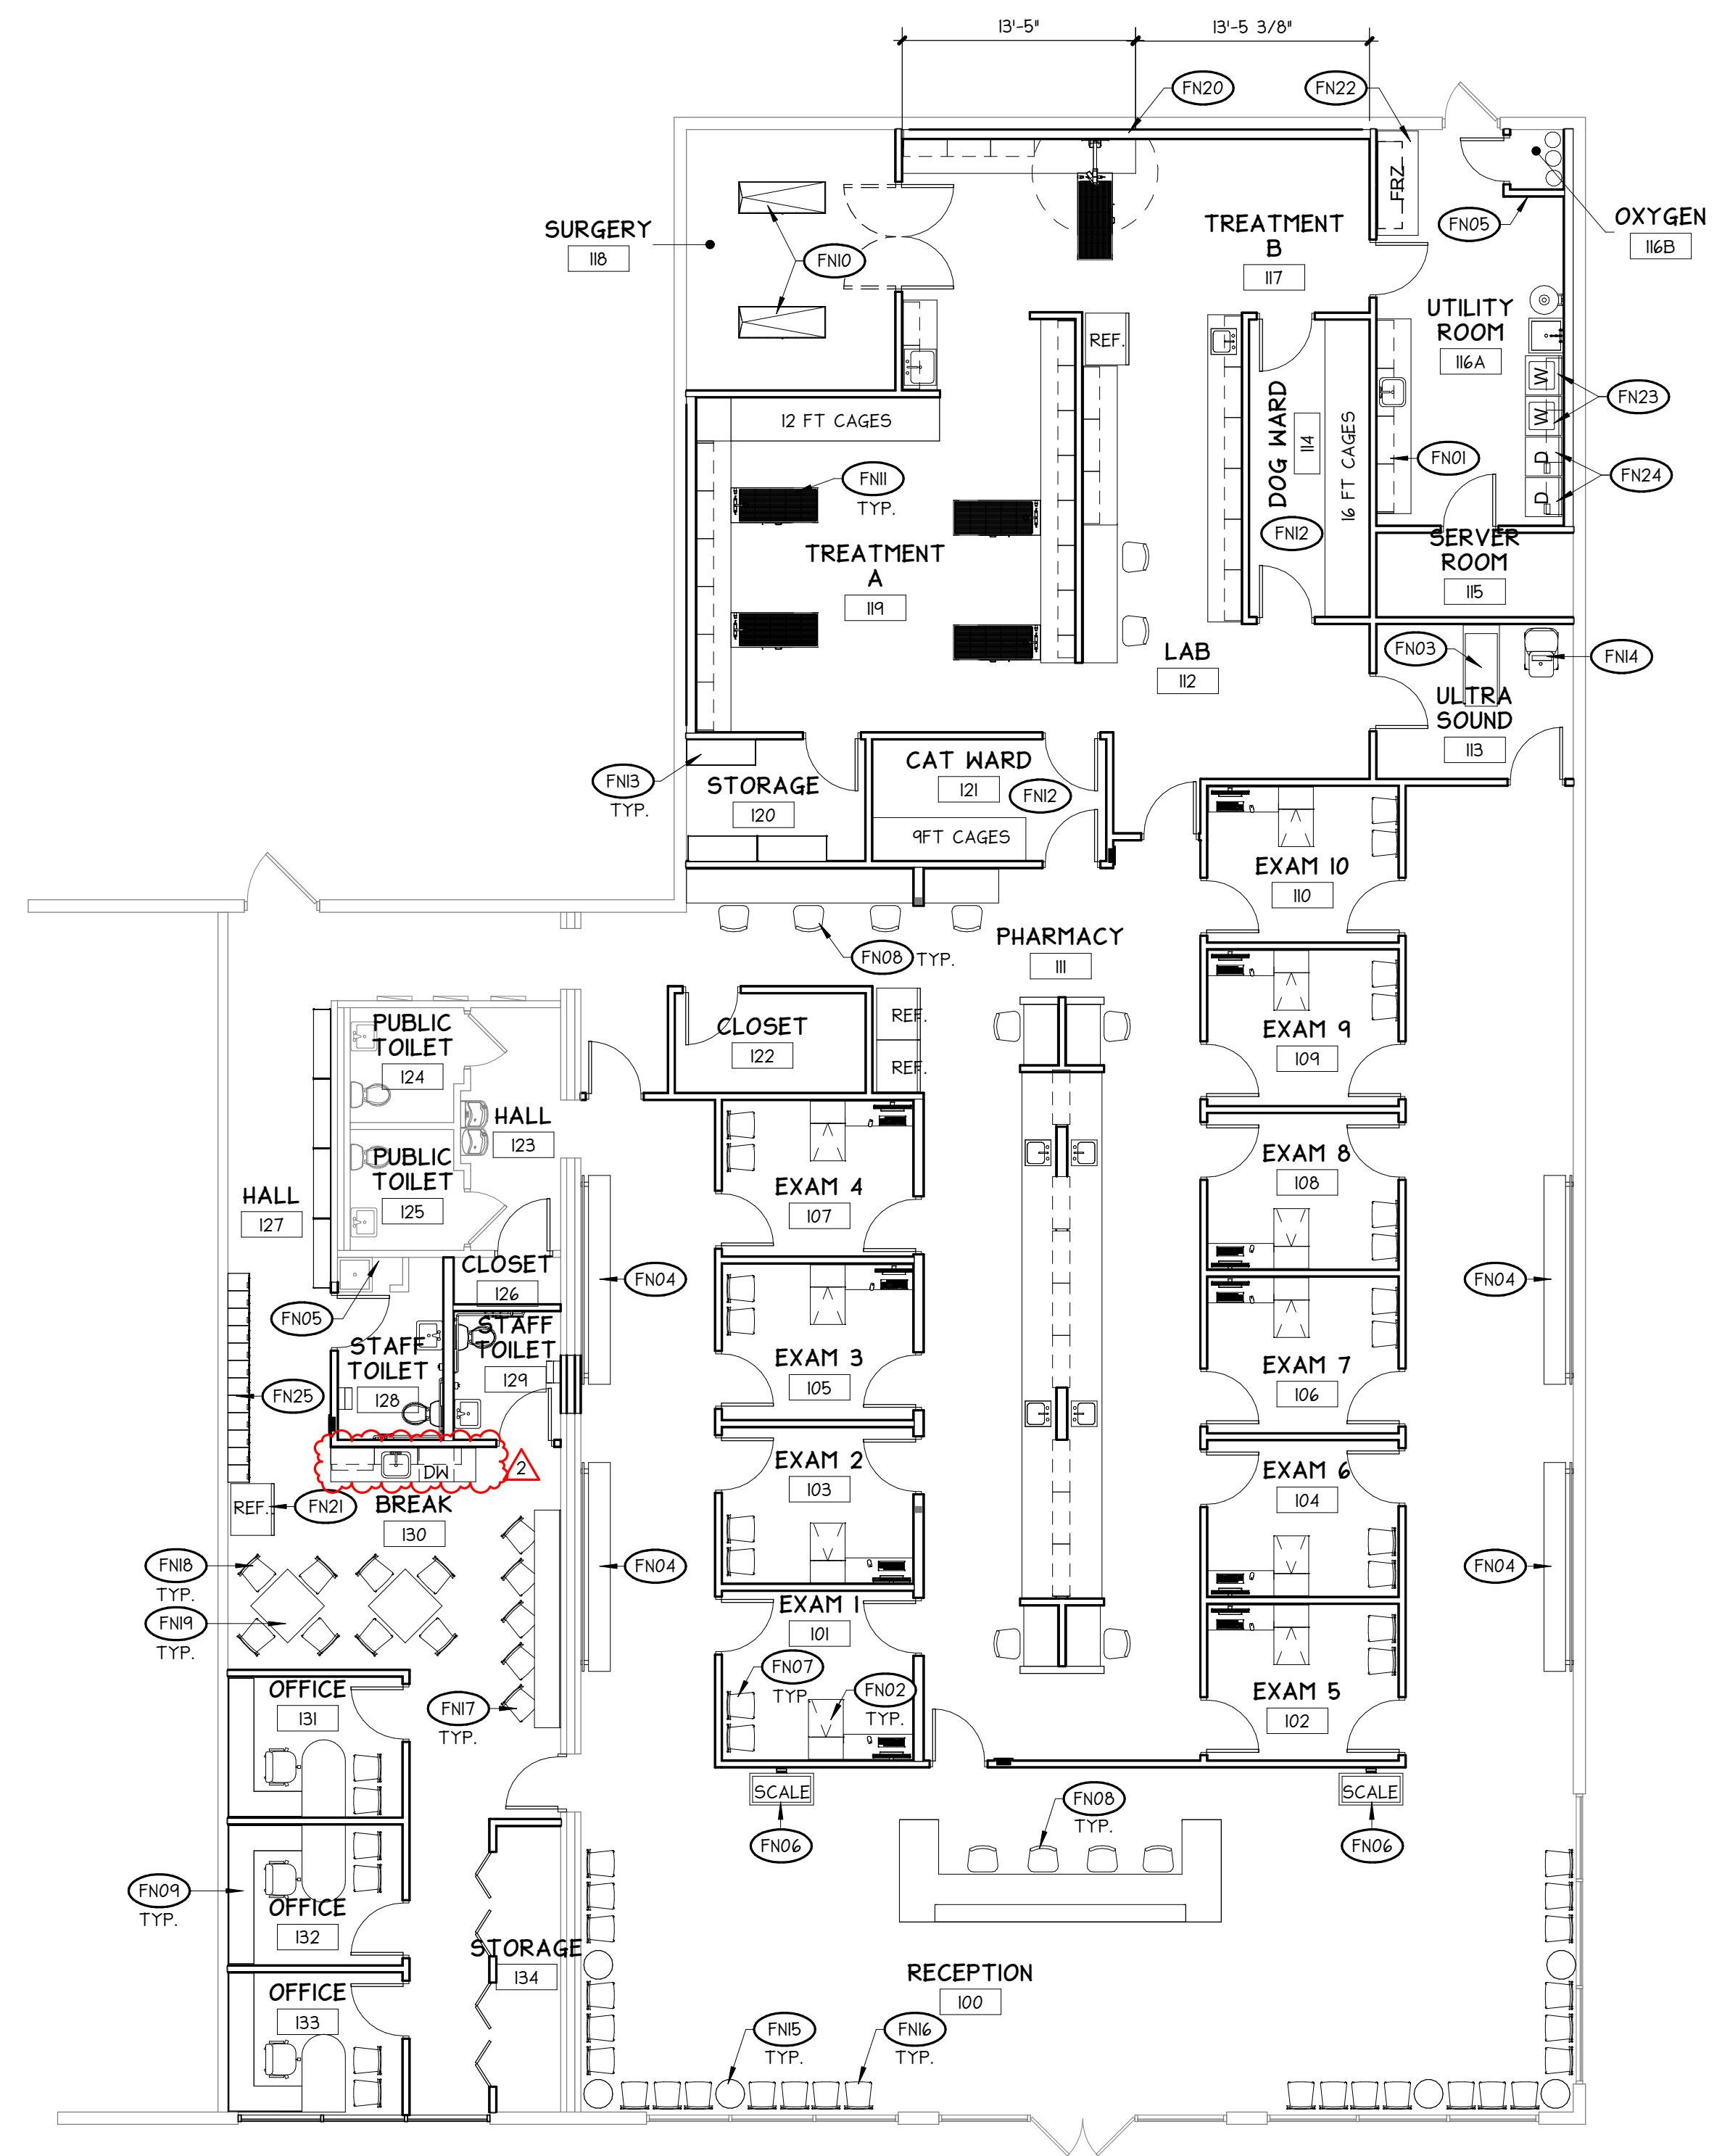 13'-5"
13'-5 3/8"
FN20
FN22
FRZ
FN05
SURGERY
118
FN10
TREATMENT
B
117
OXYGEN
116B
UTILITY
ROOM
116A
REF.
W
W
FN23
D
D
FN24
FN01
12 FT CAGES
DOG WARD
114
16 FT CAGES
FN12
FN11
TYP.
TREATMENT
A
119
SERVER
ROOM
115
LAB
112
FN03
FN14
ULTRA
SOUND
113
FN13
TYP.
STORAGE
120
CAT WARD
121
FN12
9FT CAGES
EXAM 10
110
FN08
TYP.
PHARMACY
111
CLOSET
122
REF.
REF.
EXAM 9
109
PUBLIC
TOILET
124
HALL
123
PUBLIC
TOILET
125
HALL
127
EXAM 4
107
EXAM 8
108
CLOSET
126
FN04
FN04
FN05
STAFF
TOILET
128
STAFF
TOILET
129
FN25
EXAM 3
105
EXAM 7
106
DW
2
EXAM 2
103
EXAM 6
104
REF.
FN21
BREAK
130
FN04
FN04
FN18
TYP.
FN19
TYP.
EXAM 1
101
FN07
TYP.
FN02
TYP.
FN17
TYP.
EXAM 5
102
OFFICE
131
SCALE
FN06
FN08
TYP.
SCALE
FN06
FN09
TYP.
OFFICE
132
STORAGE
134
OFFICE
133
RECEPTION
100
FN15
TYP.
FN16
TYP.